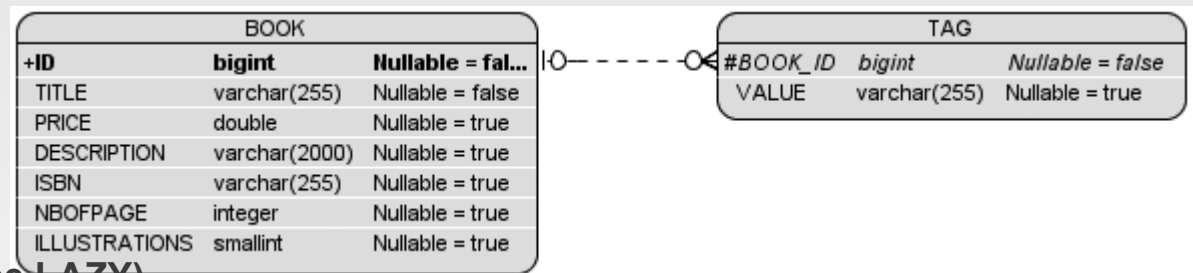 BOOK
+ID bigint Nullable = fal...
TITLE varchar(255) Nullable = false
PRICE double Nullable = true
DESCRIPTION varchar(2000) Nullable = true
ISBN varchar(255) Nullable = true
NBOFPAGE integer Nullable = true
ILLUSTRATIONS smallint Nullable = true
TAG
#BOOK_ID bigint Nullable = false
VALUE varchar(255) Nullable = true
LAZY)